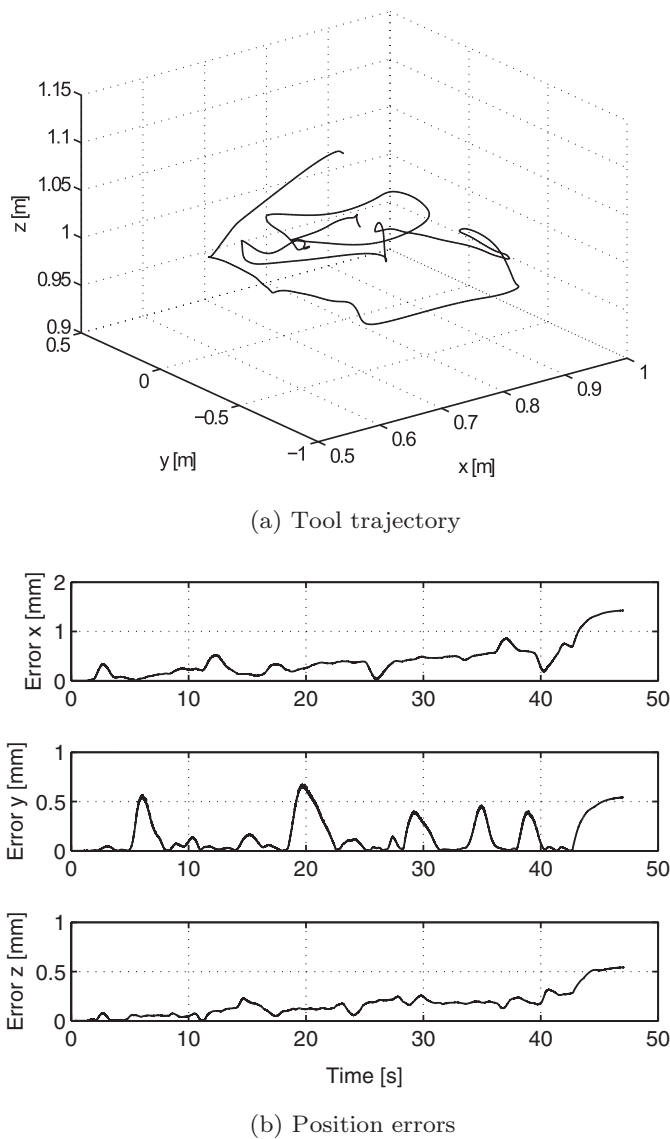 1.15
1.1
1.05
1
0.95
0.9
z [m]
0.5
0
−0.5
−1
y [m]
0.5
0.6
0.7
0.8
0.9
1
x [m]
(a) Tool trajectory
Error x [mm]
2
1
0
0 10 20 30 40 50
Error y [mm]
1
0.5
0
0 10 20 30 40 50
Error z [mm]
1
0.5
0
0 10 20 30 40 50
Time [s]
(b) Position errors